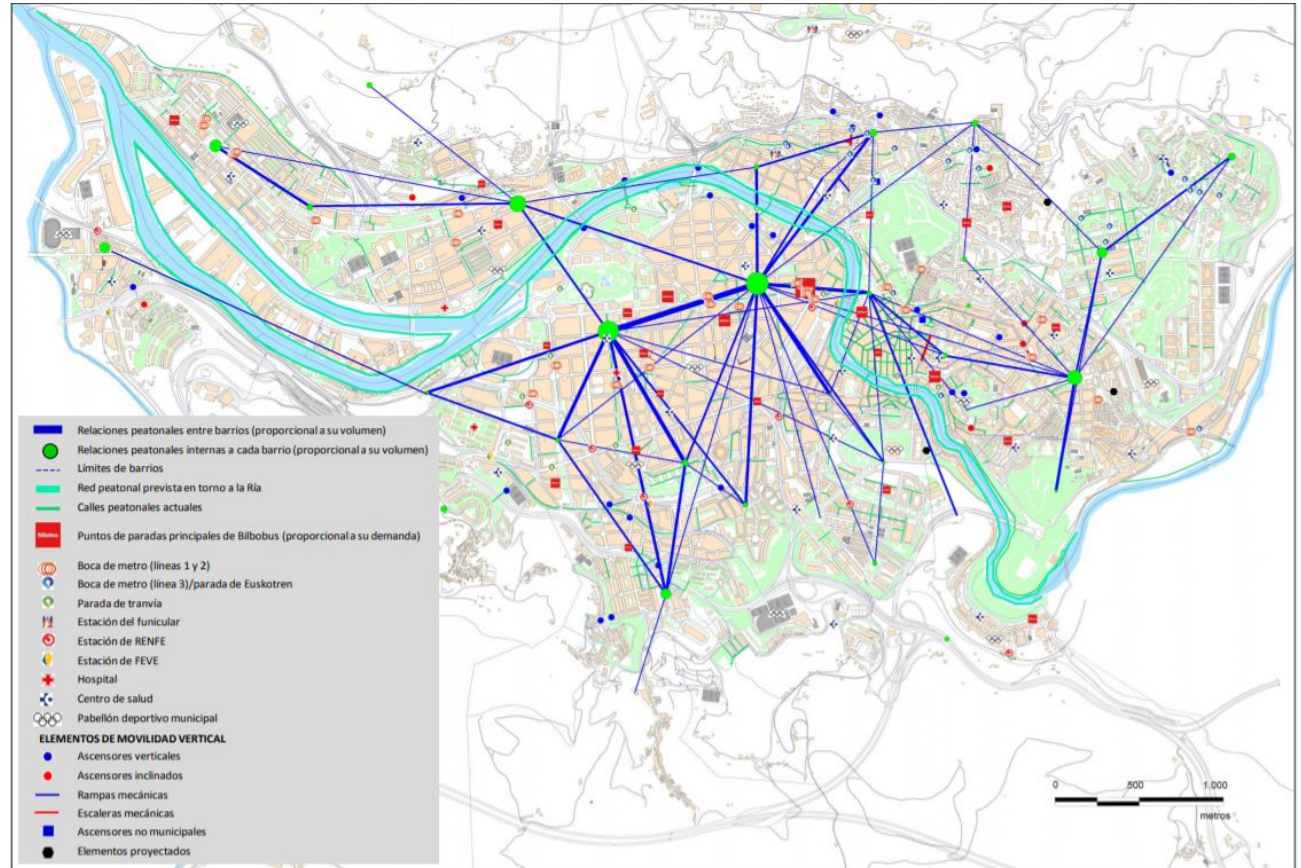 Relaciones peatonales entre barrios (proporcional a su volumen)
Relaciones peatonales internas a cada barrio (proporcional a su volumen)
Límites de barrios
Red peatonal prevista en torno a la Ría
Calles peatonales actuales
Bilbobus
Puntos de paradas principales de Bilbobus (proporcional a su demanda)
Boca de metro (líneas 1 y 2)
Boca de metro (línea 3)/parada de Euskotren
Parada de tranvía
Estación del funicular
Estación de RENFE
Estación de FEVE
Hospital
Centro de salud
Pabellón deportivo municipal
ELEMENTOS DE MOVILIDAD VERTICAL
Ascensores verticales
Ascensores inclinados
Rampas mecánicas
Escaleras mecánicas
Ascensores no municipales
Elementos proyectados
0 500 1.000
metros